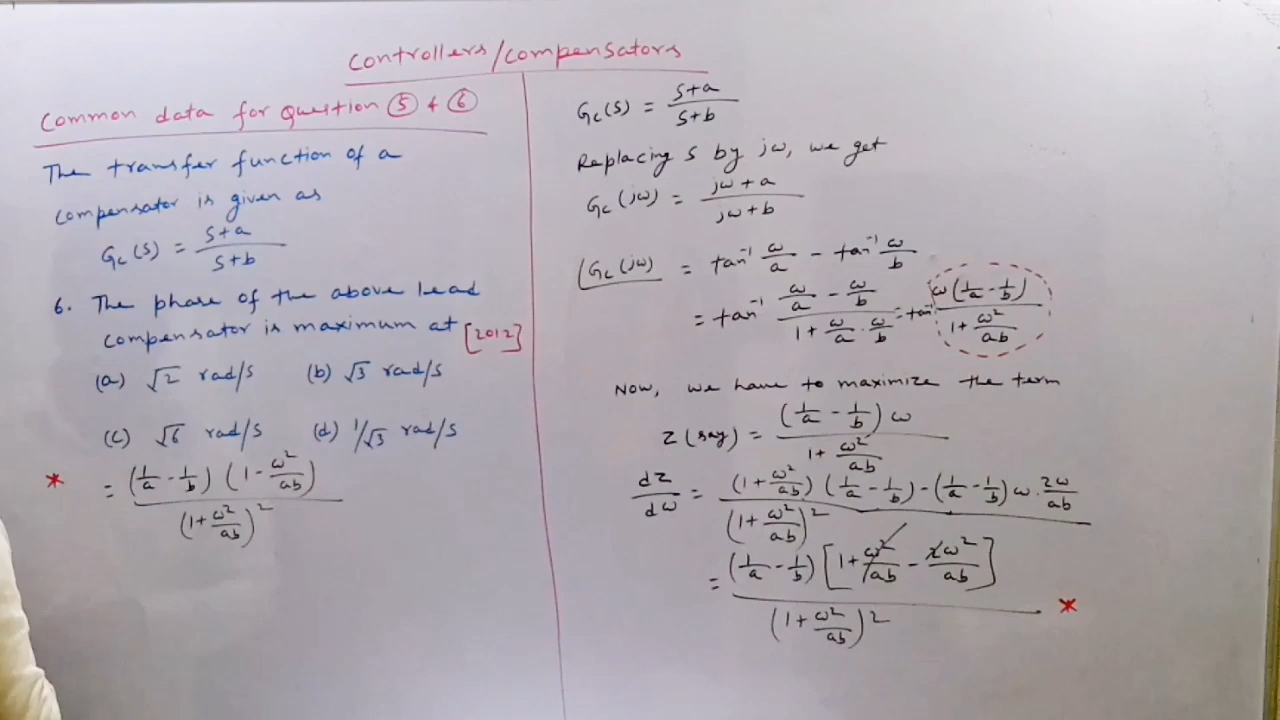 Controllers/Compensators
Common data for Question ⑤ & ⑥
The transfer function of a
compensator is given as
Gc(s) = (s+a)/(s+b)
6. The phase of the above lead
compensator is maximum at [2012]
(a) √2 rad/s (b) √3 rad/s
(c) √6 rad/s (d) 1/√3 rad/s
* = (1/a - 1/b) (1 - ω²/ab) / (1 + ω²/ab)²
Gc(s) = (s+a)/(s+b)
Replacing s by jω, we get
Gc(jω) = (jω+a)/(jω+b)
∠Gc(jω) = tan⁻¹ ω/a - tan⁻¹ ω/b
= tan⁻¹ (ω/a - ω/b)/(1 + ω/a · ω/b) = tan⁻¹ ω(1/a - 1/b)/(1 + ω²/ab)
Now, we have to maximize the term
Z (say) = (1/a - 1/b) ω / (1 + ω²/ab)
dZ/dω = [(1 + ω²/ab) (1/a - 1/b) - (1/a - 1/b) ω · 2ω/ab] / (1 + ω²/ab)²
= (1/a - 1/b) [1 + ω²/ab - 2ω²/ab] / (1 + ω²/ab)² *